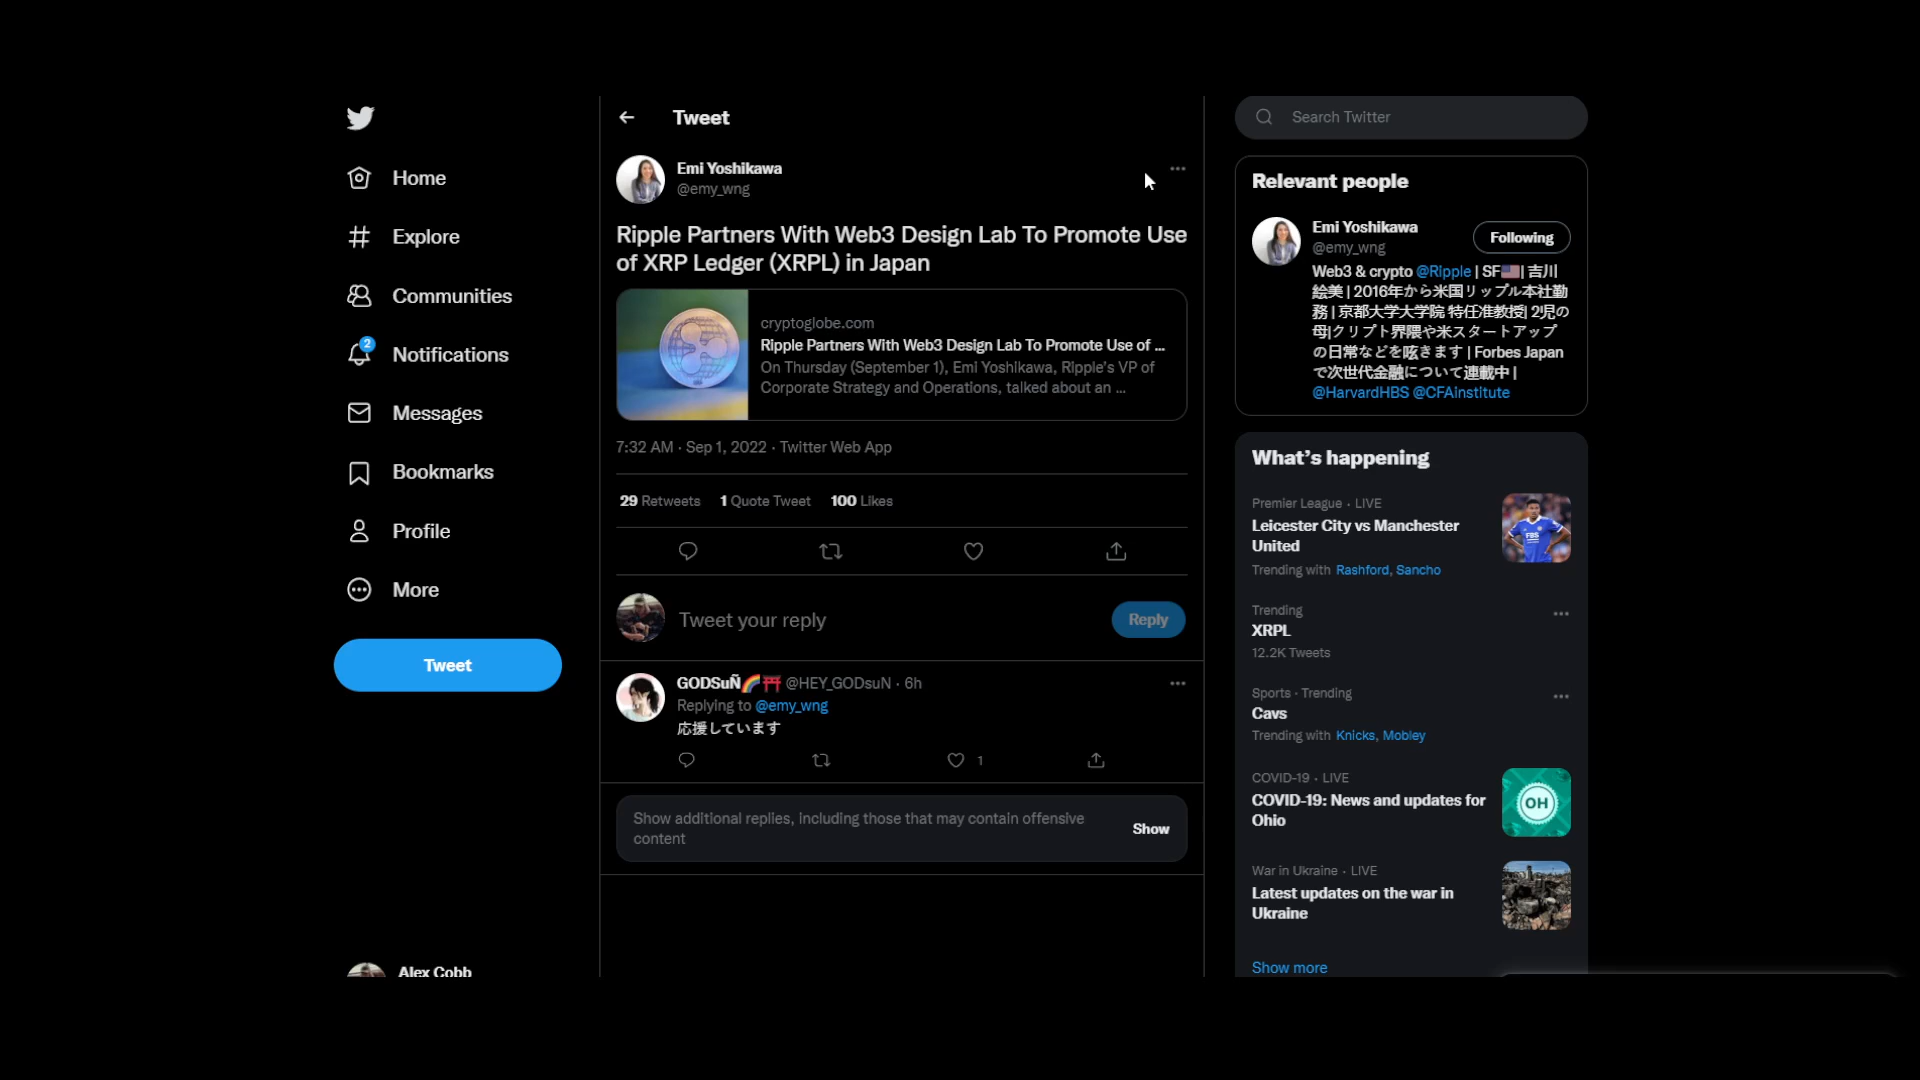 Home
Explore
Communities
2
Notifications
Messages
Bookmarks
Profile
More
Tweet
Alex Cobb
Tweet
Emi Yoshikawa
@emy_wng
Ripple Partners With Web3 Design Lab To Promote Use
of XRP Ledger (XRPL) in Japan
cryptoglobe.com
Ripple Partners With Web3 Design Lab To Promote Use of ...
On Thursday (September 1), Emi Yoshikawa, Ripple's VP of
Corporate Strategy and Operations, talked about an ...
7:32 AM · Sep 1, 2022 · Twitter Web App
29 Retweets 1 Quote Tweet 100 Likes
Tweet your reply
Reply
GODSuÑ🌈⛩ @HEY_GODsuN · 6h
Replying to @emy_wng
応援しています
1
Show additional replies, including those that may contain offensive
content
Show
Search Twitter
Relevant people
Emi Yoshikawa
@emy_wng
Following
Web3 & crypto @Ripple | SF🇺🇸| 吉川
絵美 | 2016年から米国リップル本社勤
務 | 京都大学大学院 特任准教授| 2児の
母|クリプト界隈や米スタートアップ
の日常などを呟きます | Forbes Japan
で次世代金融について連載中 |
@HarvardHBS @CFAinstitute
What's happening
Premier League · LIVE
Leicester City vs Manchester
United
Trending with Rashford, Sancho
Trending
XRPL
12.2K Tweets
Sports · Trending
Cavs
Trending with Knicks, Mobley
COVID-19 · LIVE
COVID-19: News and updates for
Ohio
OH
War in Ukraine · LIVE
Latest updates on the war in
Ukraine
Show more